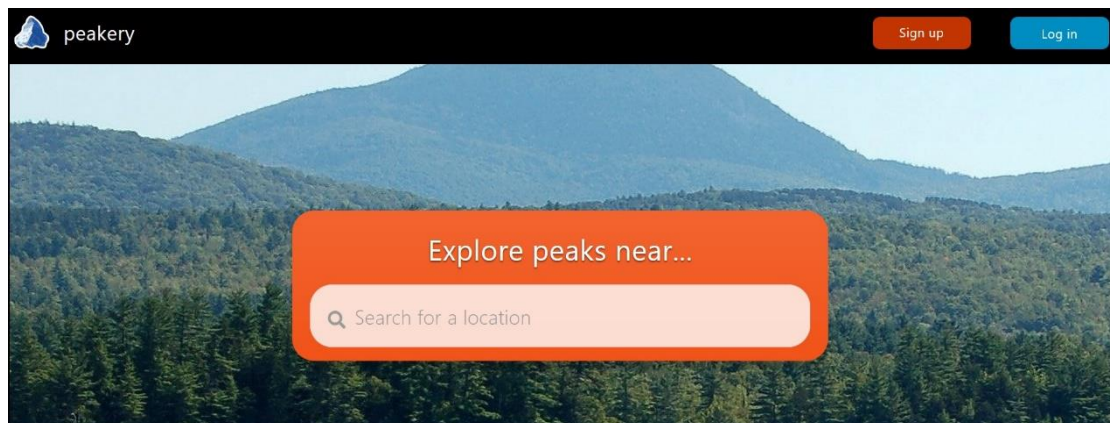 peakery
Sign up
Log in
Explore peaks near...
Search for a location